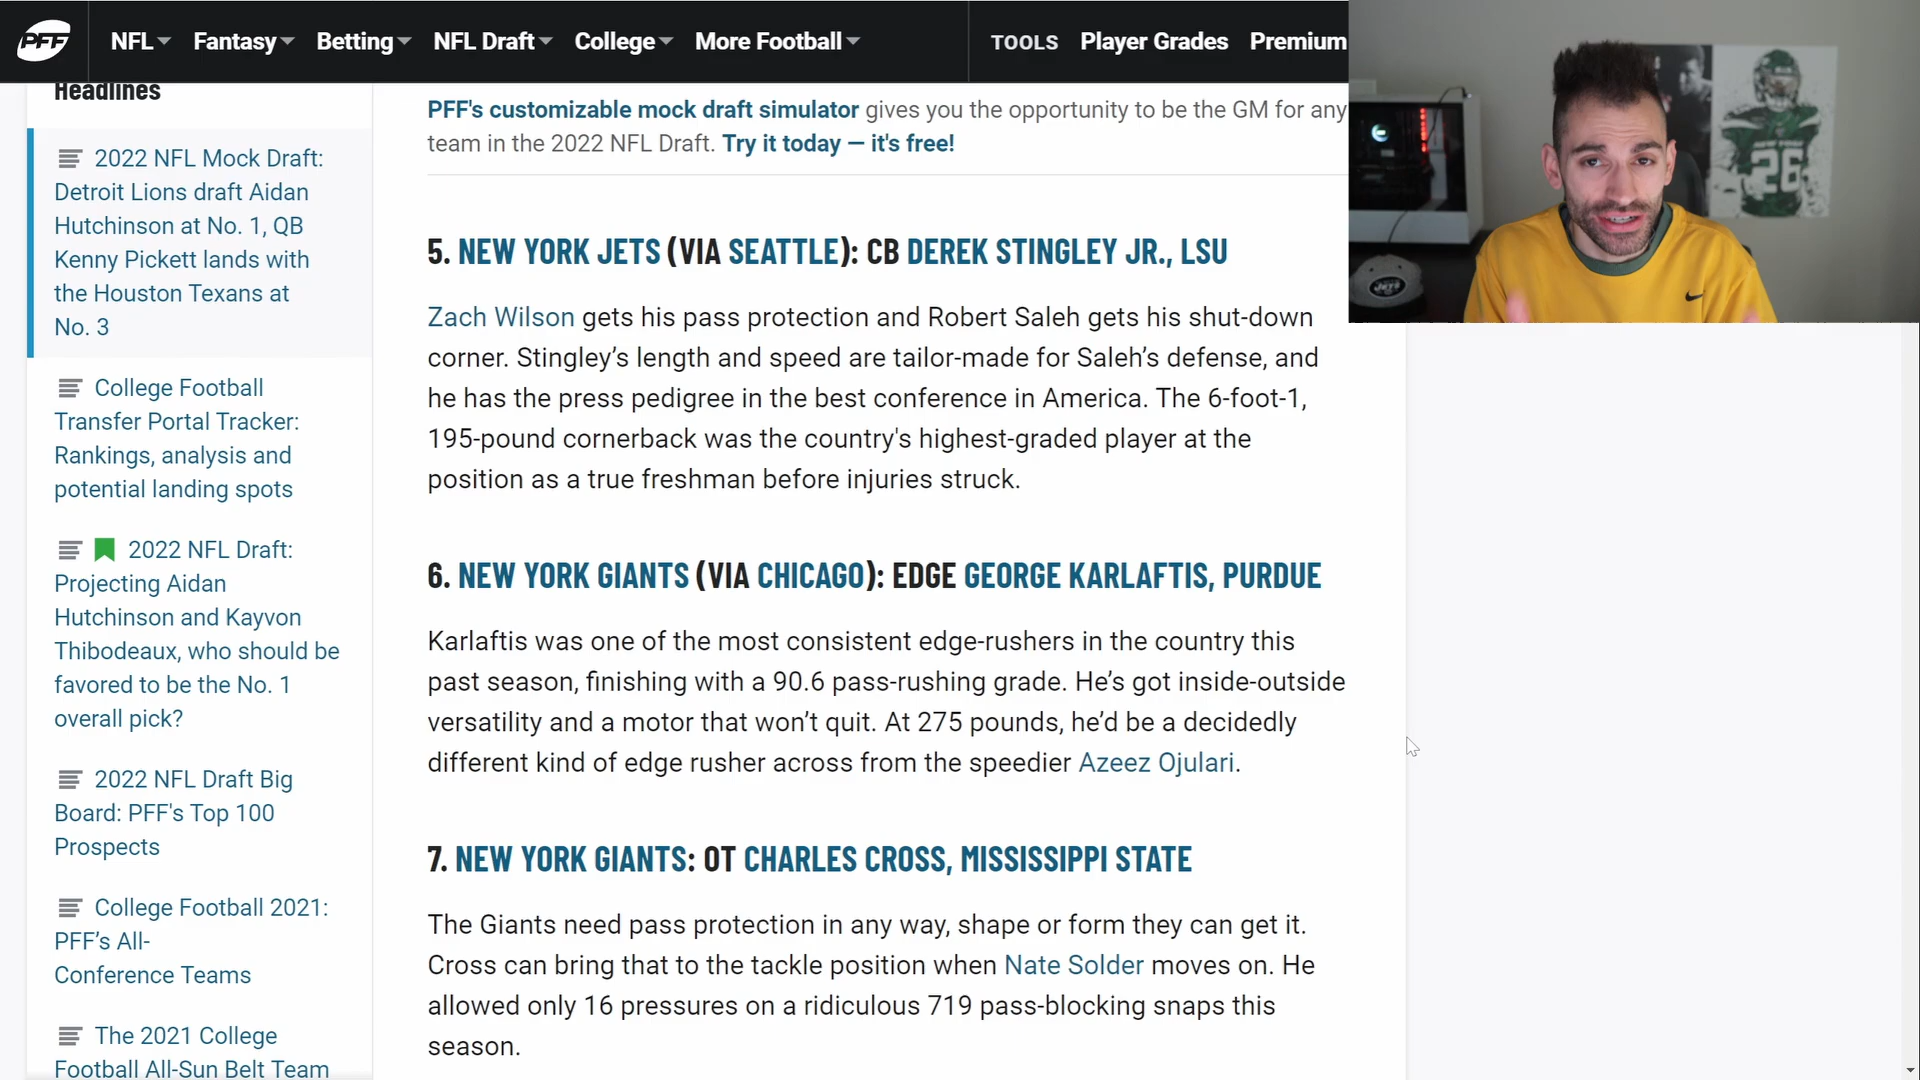 PFF
NFL
Fantasy
Betting
NFL Draft
College
More Football
TOOLS
Player Grades
Premium
Headlines
2022 NFL Mock Draft:
Detroit Lions draft Aidan
Hutchinson at No. 1, QB
Kenny Pickett lands with
the Houston Texans at
No. 3
College Football
Transfer Portal Tracker:
Rankings, analysis and
potential landing spots
2022 NFL Draft:
Projecting Aidan
Hutchinson and Kayvon
Thibodeaux, who should be
favored to be the No. 1
overall pick?
2022 NFL Draft Big
Board: PFF's Top 100
Prospects
College Football 2021:
PFF’s All-
Conference Teams
The 2021 College
Football All-Sun Belt Team
PFF's customizable mock draft simulator gives you the opportunity to be the GM for any
team in the 2022 NFL Draft. Try it today — it's free!
5. NEW YORK JETS (VIA SEATTLE): CB DEREK STINGLEY JR., LSU
Zach Wilson gets his pass protection and Robert Saleh gets his shut-down
corner. Stingley’s length and speed are tailor-made for Saleh’s defense, and
he has the press pedigree in the best conference in America. The 6-foot-1,
195-pound cornerback was the country's highest-graded player at the
position as a true freshman before injuries struck.
6. NEW YORK GIANTS (VIA CHICAGO): EDGE GEORGE KARLAFTIS, PURDUE
Karlaftis was one of the most consistent edge-rushers in the country this
past season, finishing with a 90.6 pass-rushing grade. He’s got inside-outside
versatility and a motor that won’t quit. At 275 pounds, he’d be a decidedly
different kind of edge rusher across from the speedier Azeez Ojulari.
7. NEW YORK GIANTS: OT CHARLES CROSS, MISSISSIPPI STATE
The Giants need pass protection in any way, shape or form they can get it.
Cross can bring that to the tackle position when Nate Solder moves on. He
allowed only 16 pressures on a ridiculous 719 pass-blocking snaps this
season.
NEW YORK
26
JETS